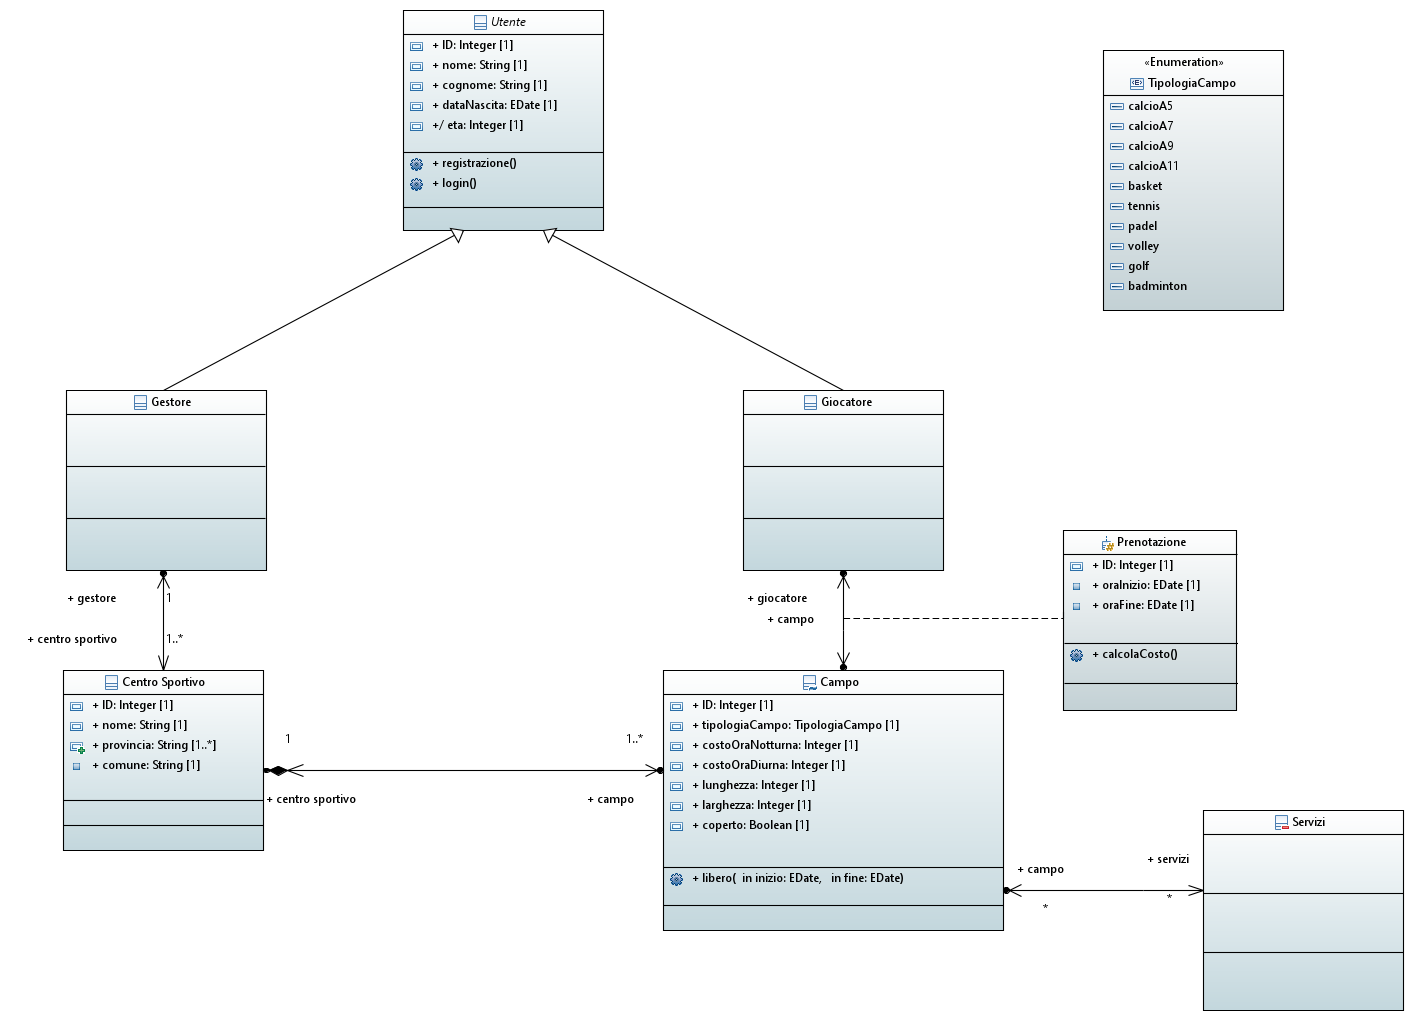 Utente
+ ID: Integer [1]
+ nome: String [1]
+ cognome: String [1]
+ dataNascita: EDate [1]
+/ eta: Integer [1]
+ registrazione()
+ login()
«Enumeration»
TipologiaCampo
calcioA5
calcioA7
calcioA9
calcioA11
basket
tennis
padel
volley
golf
badminton
Gestore
Giocatore
Prenotazione
+ ID: Integer [1]
+ oraInizio: EDate [1]
+ oraFine: EDate [1]
+ calcolaCosto()
+ gestore
1
+ centro sportivo
1..*
+ giocatore
+ campo
Centro Sportivo
+ ID: Integer [1]
+ nome: String [1]
+ provincia: String [1..*]
+ comune: String [1]
1
1..*
+ centro sportivo
+ campo
Campo
+ ID: Integer [1]
+ tipologiaCampo: TipologiaCampo [1]
+ costoOraNotturna: Integer [1]
+ costoOraDiurna: Integer [1]
+ lunghezza: Integer [1]
+ larghezza: Integer [1]
+ coperto: Boolean [1]
+ libero( in inizio: EDate, in fine: EDate)
+ campo
*
+ servizi
*
Servizi